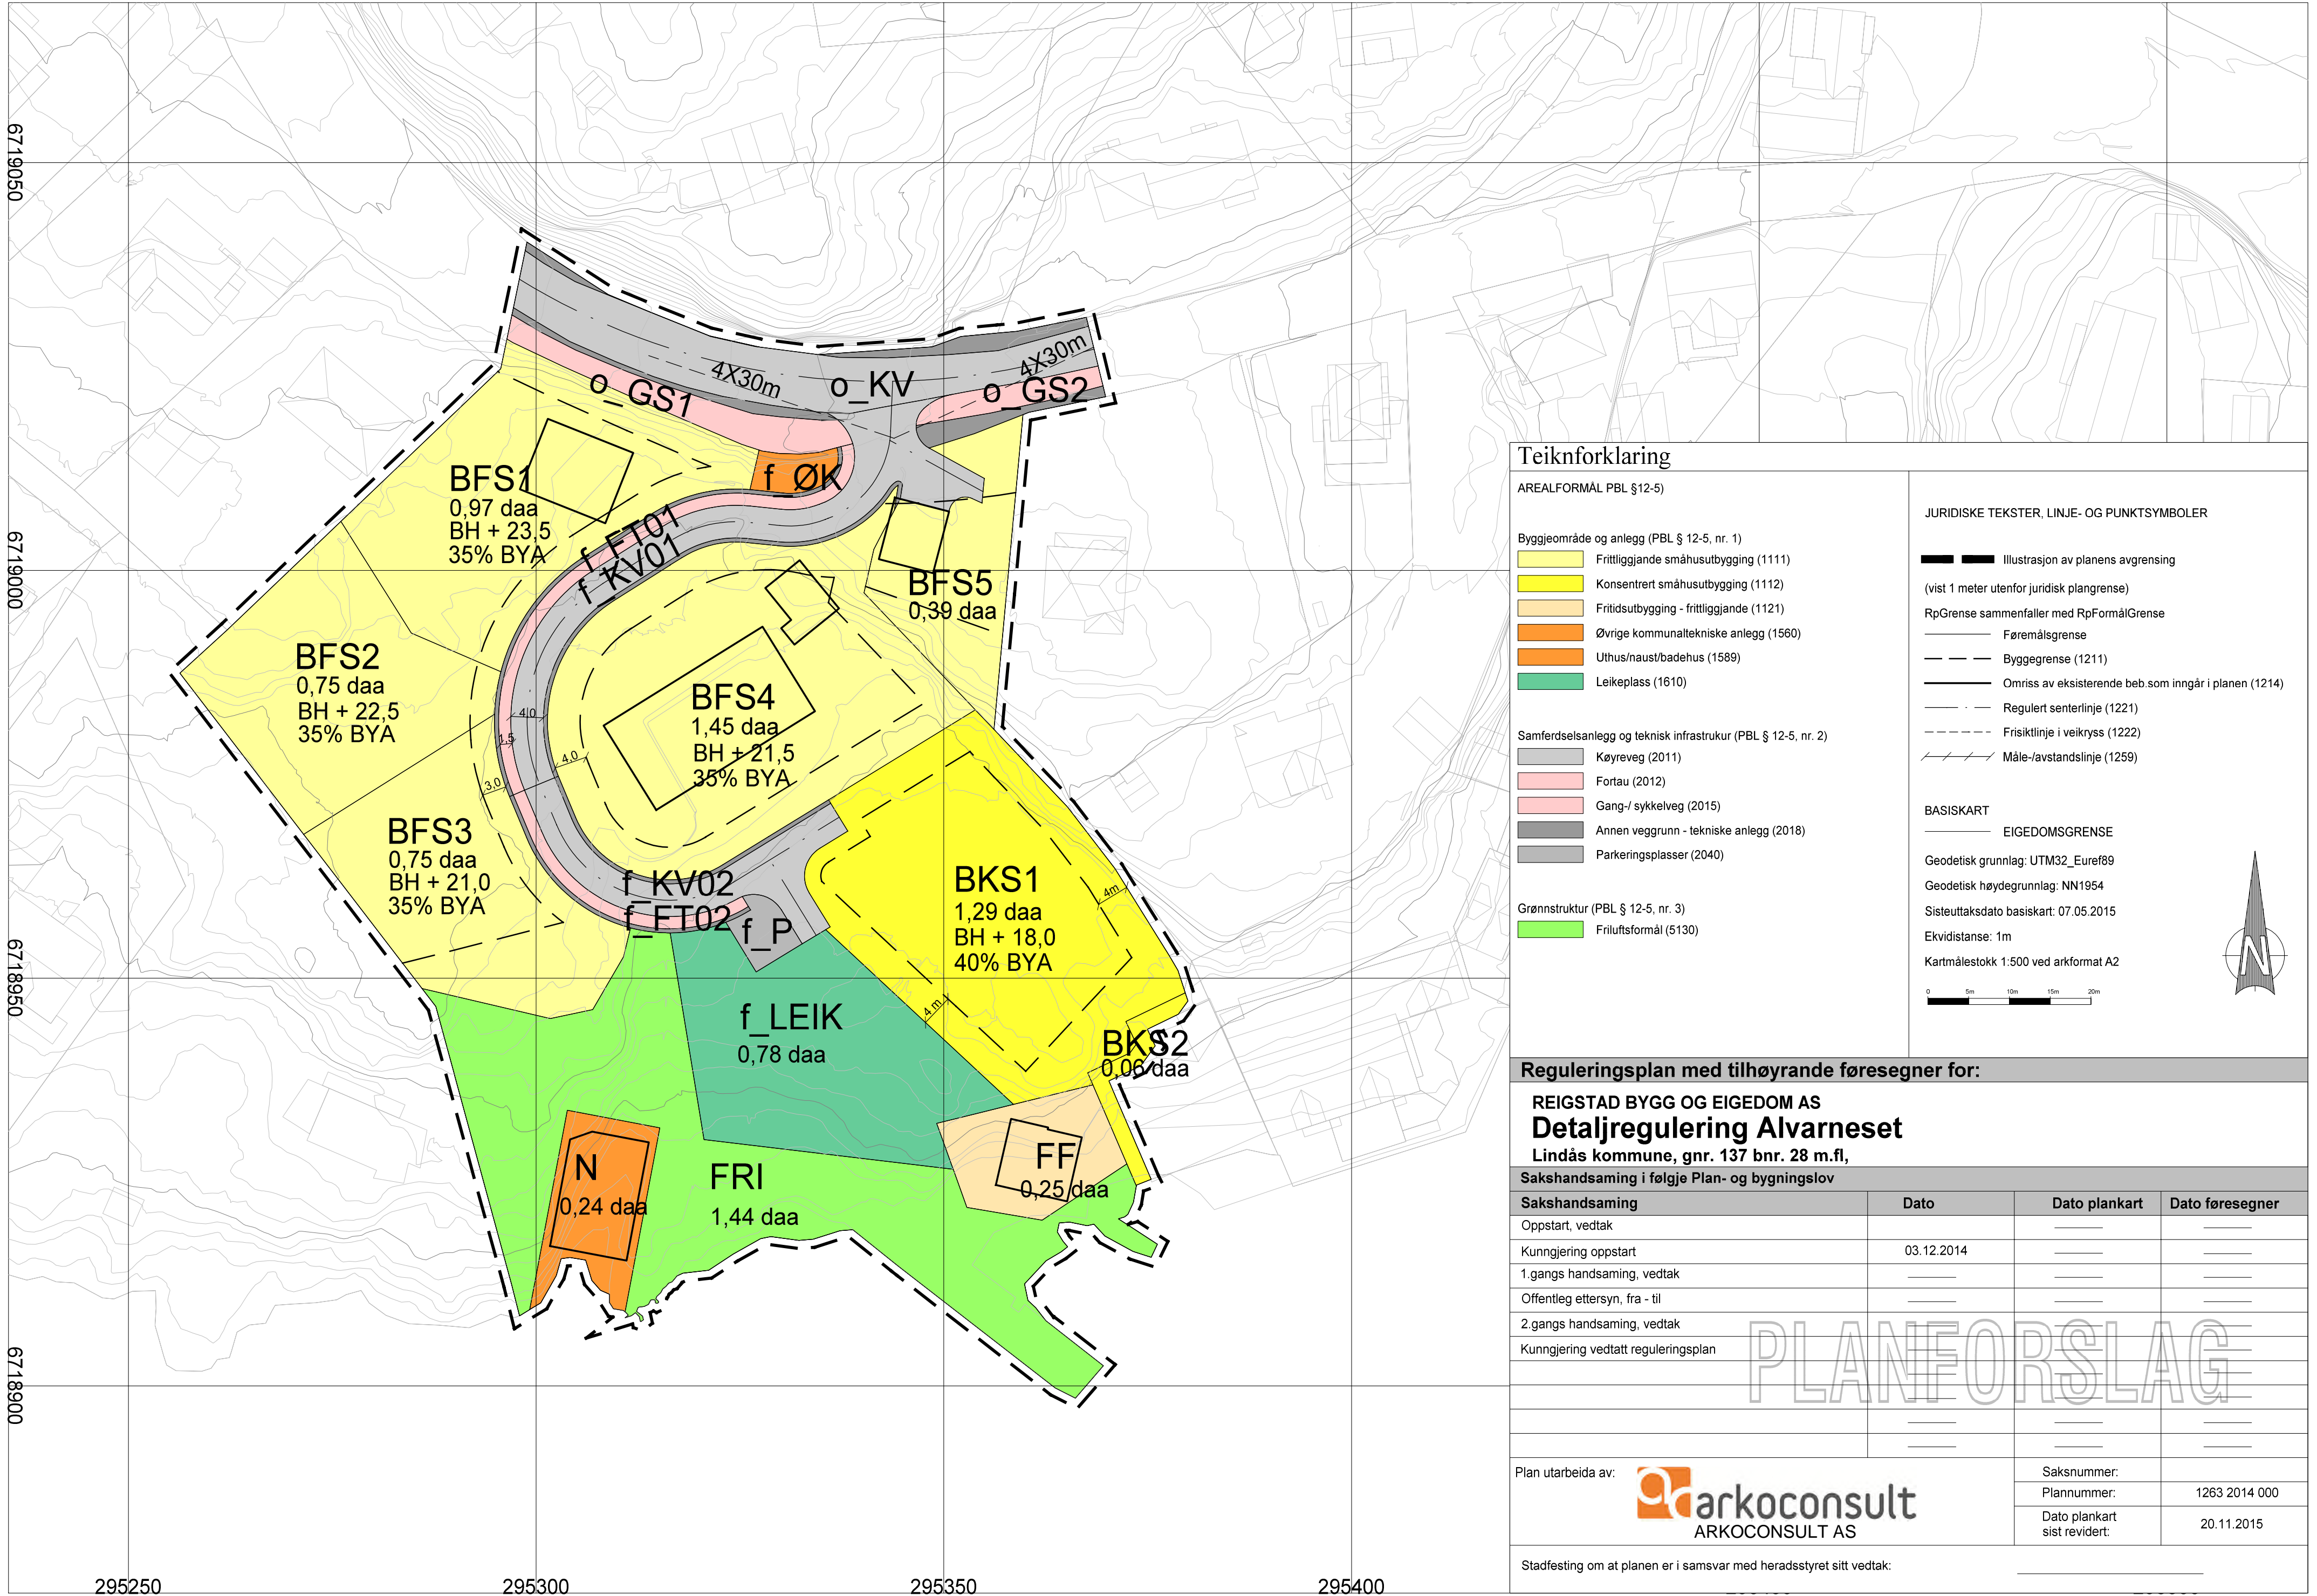 6719050
6719000
6718950
6718900
295250
295300
295350
295400
4X30m
4X30m
o_KV
o_GS1
o_GS2
f_ØK
BFS1
0,97 daa
BH + 23,5
35% BYA
f_FT01
f_KV01
BFS5
0,39 daa
BFS2
0,75 daa
BH + 22,5
35% BYA
BFS4
1,45 daa
BH + 21,5
35% BYA
4,0
1,5
4,0
3,0
BFS3
0,75 daa
BH + 21,0
35% BYA
f_KV02
f_FT02
f_P
BKS1
1,29 daa
BH + 18,0
40% BYA
4m
4 m
f_LEIK
0,78 daa
BKS2
0,06 daa
N
0,24 daa
FRI
1,44 daa
FF
0,25 daa
Teiknforklaring
AREALFORMÅL PBL §12-5)
Byggjeområde og anlegg (PBL § 12-5, nr. 1)
Frittliggjande småhusutbygging (1111)
Konsentrert småhusutbygging (1112)
Fritidsutbygging - frittliggjande (1121)
Øvrige kommunaltekniske anlegg (1560)
Uthus/naust/badehus (1589)
Leikeplass (1610)
Samferdselsanlegg og teknisk infrastrukur (PBL § 12-5, nr. 2)
Køyreveg (2011)
Fortau (2012)
Gang-/ sykkelveg (2015)
Annen veggrunn - tekniske anlegg (2018)
Parkeringsplasser (2040)
Grønnstruktur (PBL § 12-5, nr. 3)
Friluftsformål (5130)
JURIDISKE TEKSTER, LINJE- OG PUNKTSYMBOLER
Illustrasjon av planens avgrensing
(vist 1 meter utenfor juridisk plangrense)
RpGrense sammenfaller med RpFormålGrense
Føremålsgrense
Byggegrense (1211)
Omriss av eksisterende beb.som inngår i planen (1214)
Regulert senterlinje (1221)
Frisiktlinje i veikryss (1222)
Måle-/avstandslinje (1259)
BASISKART
EIGEDOMSGRENSE
Geodetisk grunnlag: UTM32_Euref89
Geodetisk høydegrunnlag: NN1954
Sisteuttaksdato basiskart: 07.05.2015
Ekvidistanse: 1m
Kartmålestokk 1:500 ved arkformat A2
0 5m 10m 15m 20m
N
Reguleringsplan med tilhøyrande føresegner for:
REIGSTAD BYGG OG EIGEDOM AS
Detaljregulering Alvarneset
Lindås kommune, gnr. 137 bnr. 28 m.fl,
Sakshandsaming i følgje Plan- og bygningslov
Sakshandsaming Dato Dato plankart Dato føresegner
Oppstart, vedtak
Kunngjering oppstart 03.12.2014
1.gangs handsaming, vedtak
Offentleg ettersyn, fra - til
2.gangs handsaming, vedtak
Kunngjering vedtatt reguleringsplan
PLANFORSLAG
Plan utarbeida av:
arkoconsult
ARKOCONSULT AS
Saksnummer:
Plannummer: 1263 2014 000
Dato plankart
sist revidert: 20.11.2015
Stadfesting om at planen er i samsvar med heradsstyret sitt vedtak: